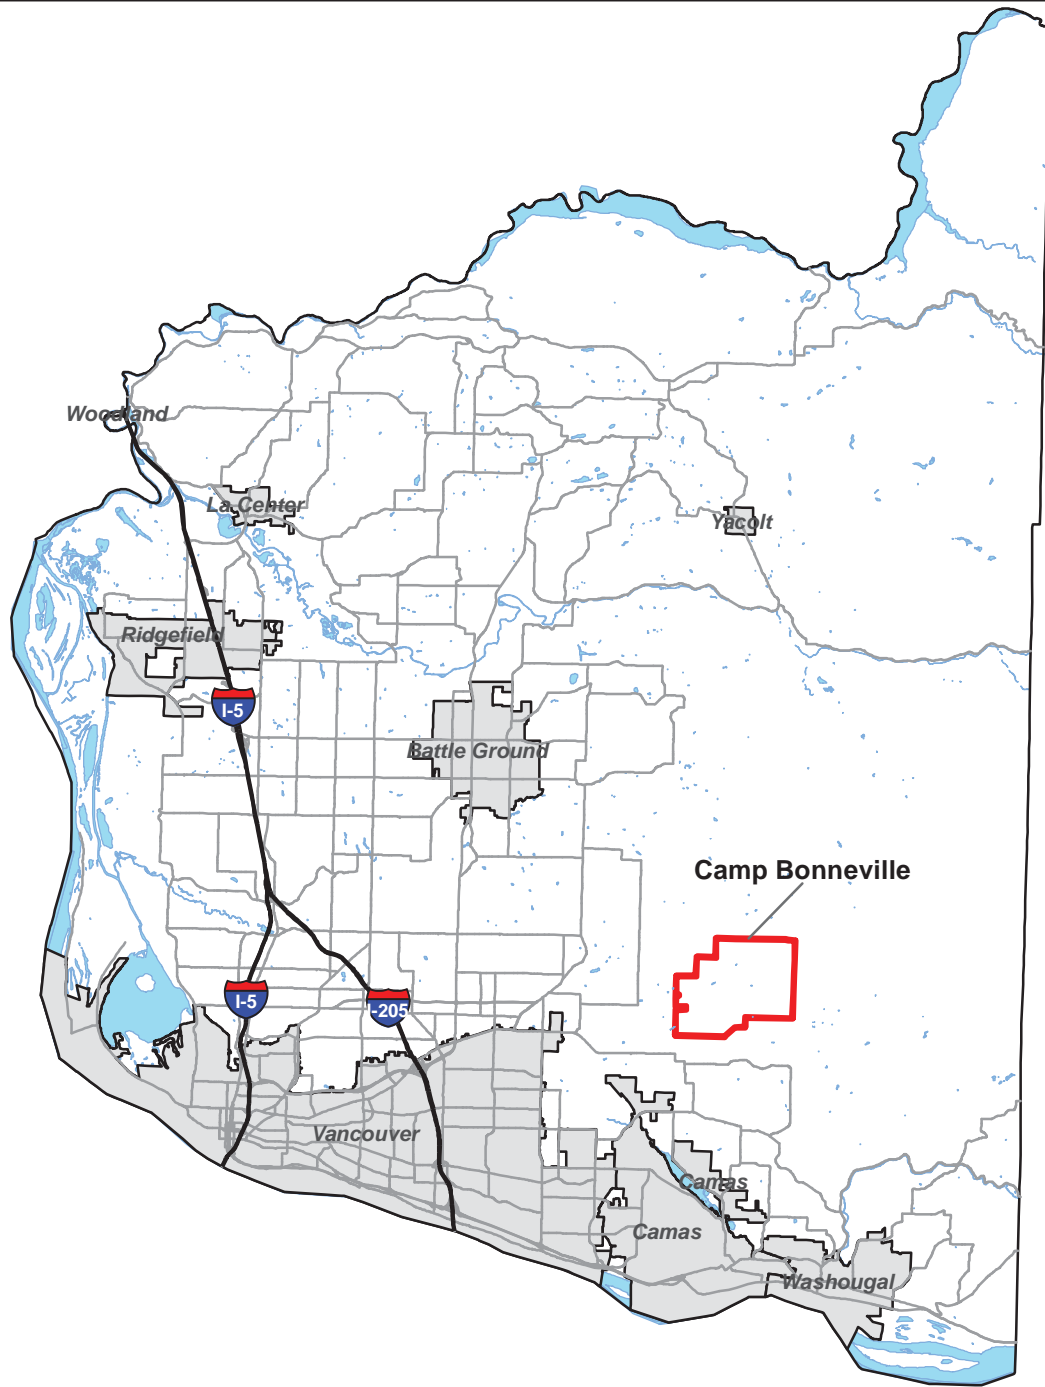 Woodland
La Center
Yacolt
Ridgefield
I-5
Battle Ground
Camp Bonneville
I-5
I-205
Vancouver
Camas
Camas
Washougal